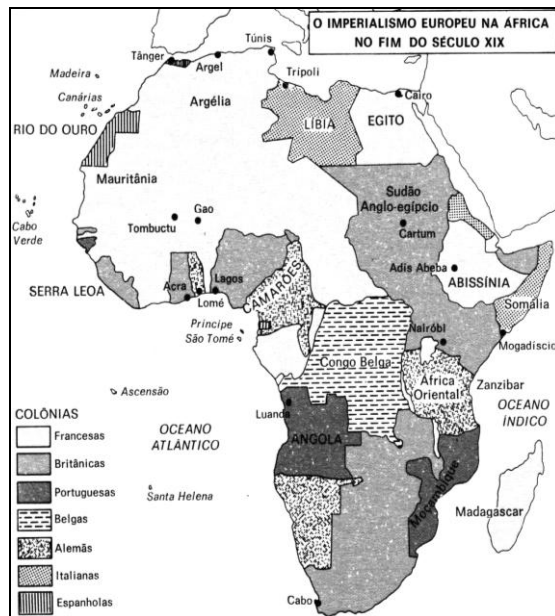 O IMPERIALISMO EUROPEU NA ÁFRICA
NO FIM DO SÉCULO XIX
Túnis
Tânger
Argel
Madeira
Trípoli
Canárias
Argélia
Cairo
RIO DO OURO
LÍBIA
EGITO
Mauritânia
Sudão
Anglo-egípcio
Gao
Tombuctu
Cartum
Cabo
Verde
Adis Abeba
ABISSÍNIA
SERRA LEOA
Acra
Lagos
Lomé
CAMARÕES
Somália
Príncipe
São Tomé
Nairóbi
Mogadíscio
Congo Belga
África
Oriental
Zanzibar
Ascensão
OCEANO
ÍNDICO
Luanda
OCEANO
ATLÂNTICO
ANGOLA
Santa Helena
Moçambique
Madagascar
Cabo
COLÔNIAS
Francesas
Britânicas
Portuguesas
Belgas
Alemãs
Italianas
Espanholas